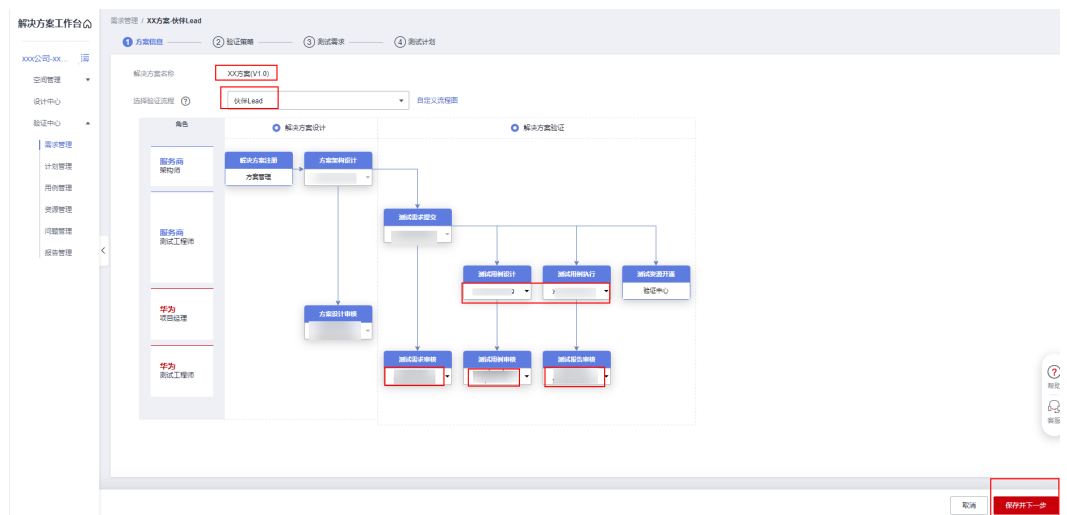 解决方案工作台
需求管理 / XX方案-伙伴Lead
1 方案信息
2 验证策略
3 测试需求
4 测试计划
xxx公司-xx...
空间管理
设计中心
验证中心
需求管理
计划管理
用例管理
资源管理
问题管理
报告管理
解决方案名称
XX方案(V1.0)
选择验证流程 ?
伙伴Lead
自定义流程图
角色
解决方案设计
解决方案验证
服务商
架构师
解决方案注册
方案管理
方案架构设计
服务商
测试工程师
测试需求提交
测试用例设计
测试用例执行
测试资源开通
验证中心
华为
项目经理
方案设计审核
华为
测试工程师
测试需求审核
测试用例审核
测试报告审核
帮助
客服
取消
保存并下一步